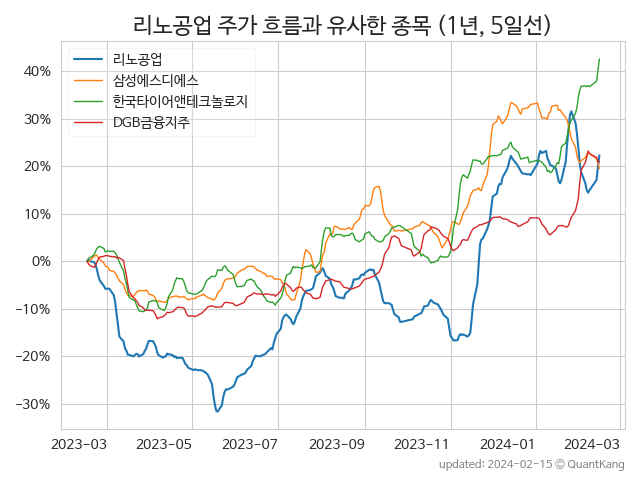 리노공업 주가 흐름과 유사한 종목 (1년, 5일선)
리노공업
삼성에스디에스
한국타이어앤테크놀로지
DGB금융지주
40%
30%
20%
10%
0%
−10%
−20%
−30%
2023-03 2023-05 2023-07 2023-09 2023-11 2024-01 2024-03
updated: 2024-02-15 © QuantKang